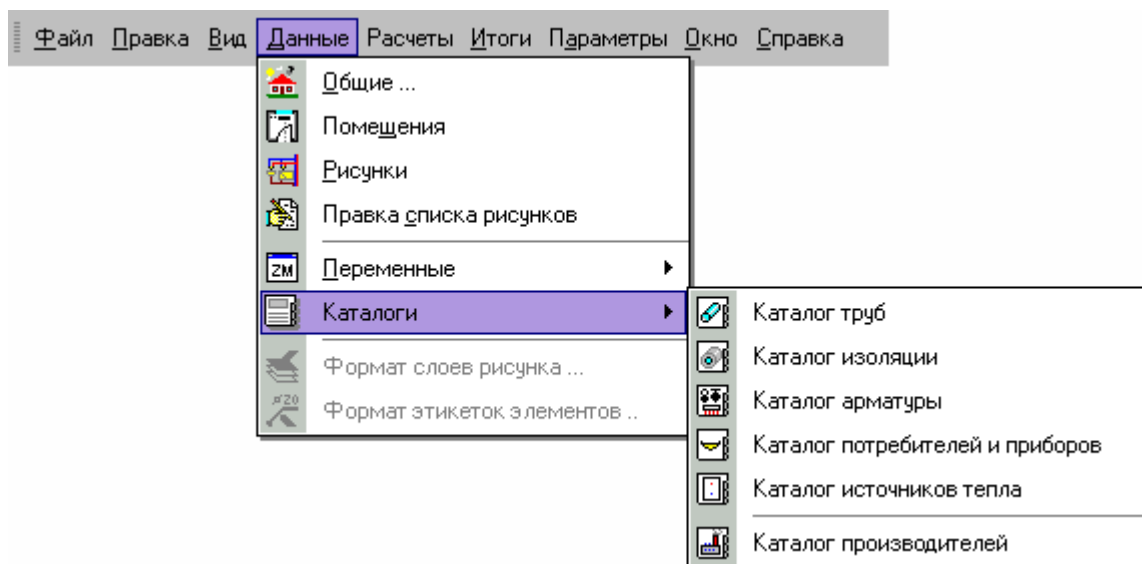 Файл Правка Вид Данные Расчеты Итоги Параметры Окно Справка
Общие ...
Помещения
Рисунки
Правка списка рисунков
ZM Переменные
Каталоги
Каталог труб
Каталог изоляции
Формат слоев рисунка ...
Каталог арматуры
Формат этикеток элементов ..
Каталог потребителей и приборов
Каталог источников тепла
Каталог производителей